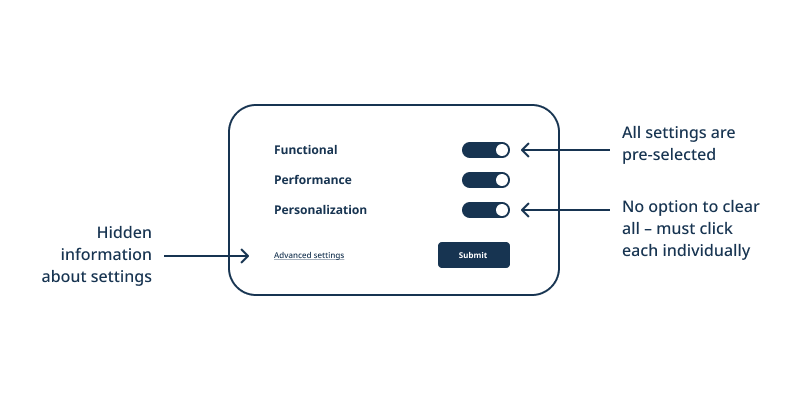 Functional
Performance
Personalization
Advanced settings
Submit
All settings are
pre-selected
No option to clear
all – must click
each individually
Hidden
information
about settings